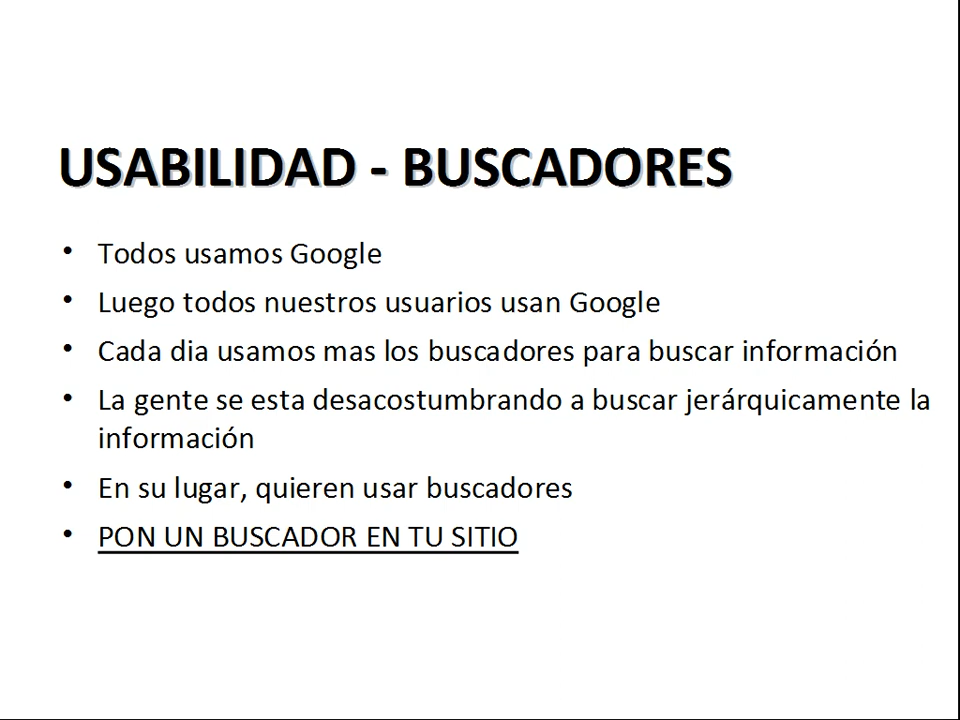 USABILIDAD - BUSCADORES
• Todos usamos Google
• Luego todos nuestros usuarios usan Google
• Cada dia usamos mas los buscadores para buscar información
• La gente se esta desacostumbrando a buscar jerárquicamente la
información
• En su lugar, quieren usar buscadores
• PON UN BUSCADOR EN TU SITIO